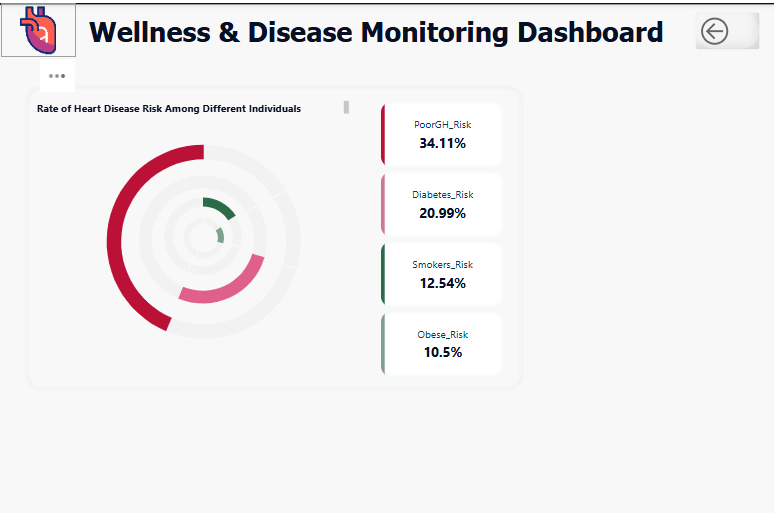 Wellness & Disease Monitoring Dashboard
Rate of Heart Disease Risk Among Different Individuals
PoorGH_Risk
34.11%
Diabetes_Risk
20.99%
Smokers_Risk
12.54%
Obese_Risk
10.5%